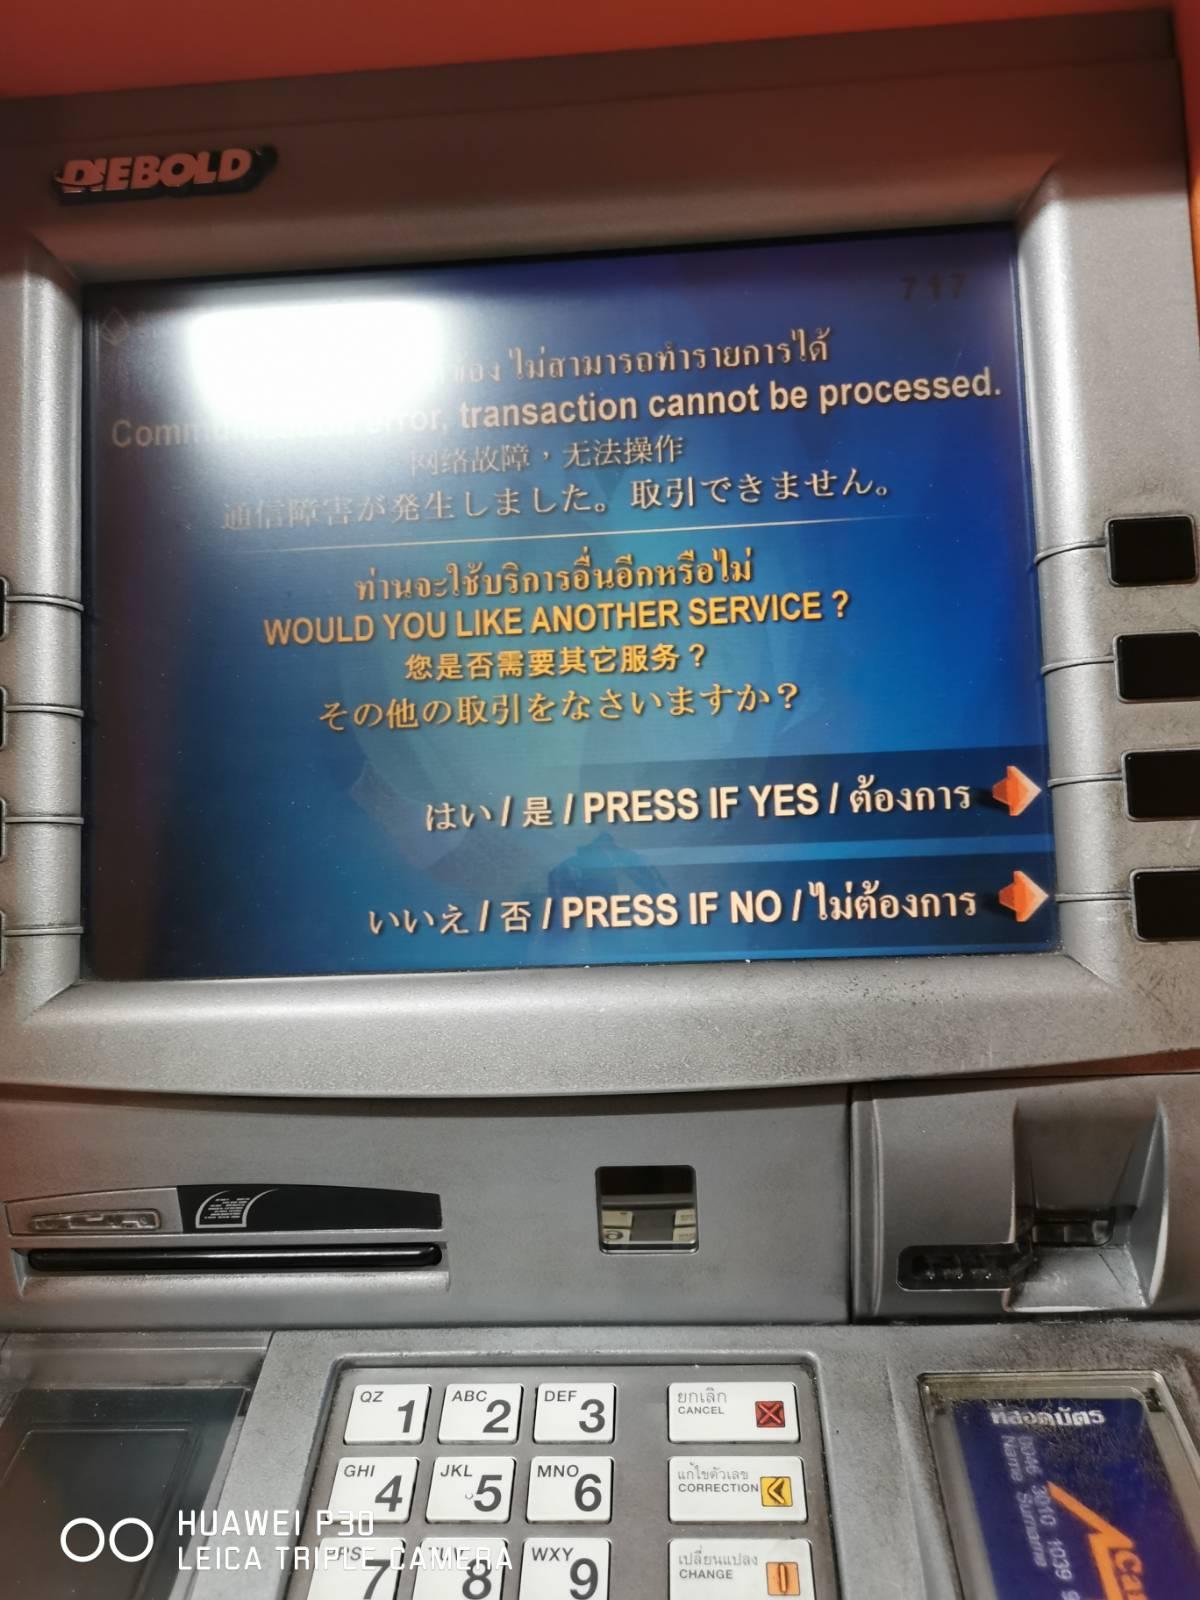 DIEBOLD
717
ไม่สามารถทำรายการได้
error, transaction cannot be processed.
网络故障，无法操作
通信障害が発生しました。取引できません。
ท่านจะใช้บริการอื่นอีกหรือไม่
WOULD YOU LIKE ANOTHER SERVICE ?
您是否需要其它服务？
その他の取引をなさいますか？
はい / 是 / PRESS IF YES / ต้องการ
いいえ / 否 / PRESS IF NO / ไม่ต้องการ
QZ 1 ABC 2 DEF 3 ยกเลิก CANCEL
GHI 4 JKL 5 MNO 6 แก้ไขตัวเลข CORRECTION
7 8 WXY 9 เปลี่ยนแปลง CHANGE
ที่สอดบัตร
Name Surname
HUAWEI P30
LEICA TRIPLE CAMERA